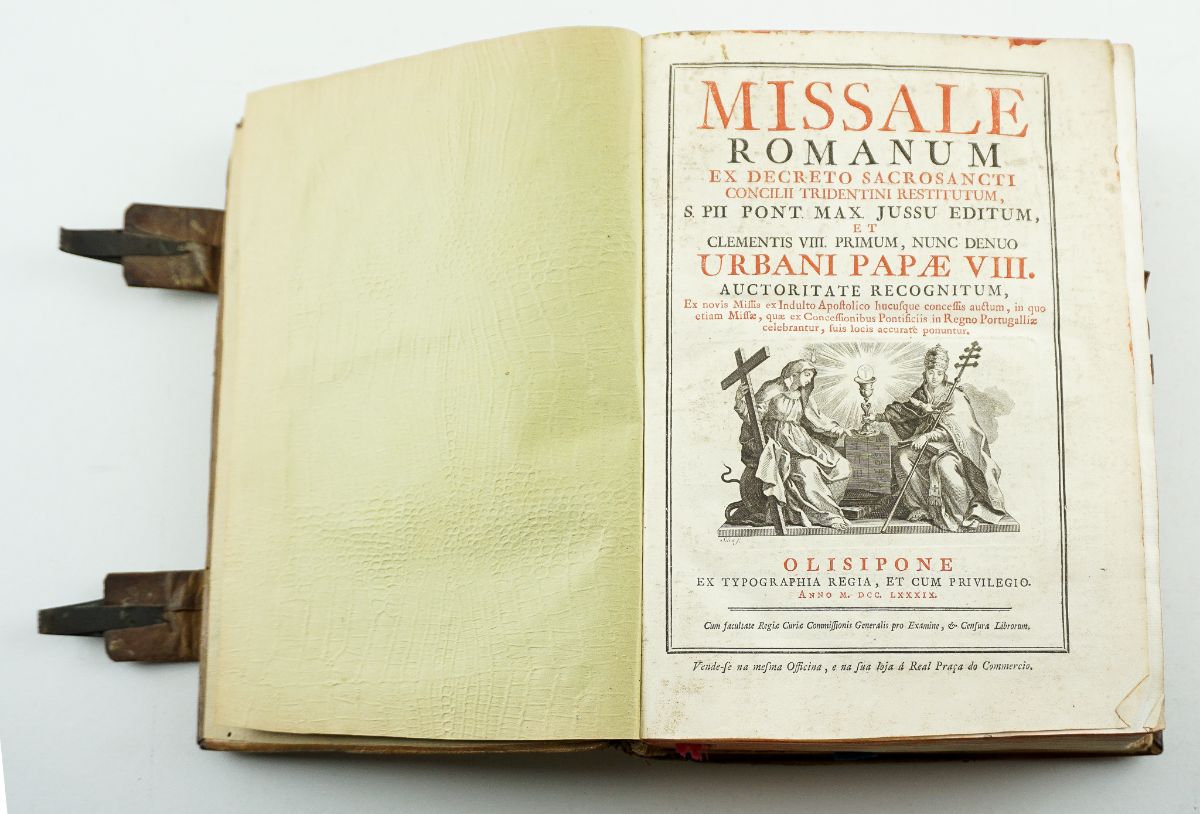 MISSALE
ROMANUM
EX DECRETO SACROSANCTI
CONCILII TRIDENTINI RESTITUTUM,
S. PII PONT. MAX. JUSSU EDITUM,
ET
CLEMENTIS VIII. PRIMUM, NUNC DENUO
URBANI PAPÆ VIII.
AUCTORITATE RECOGNITUM,
Ex novis Miſſis ex Indulto Apoſtolico hucuſque conceſſis auctum, in quo
etiam Miſſæ, quæ ex Conceſſionibus Pontificiis in Regno Portugalliæ
celebrantur, ſuis locis accuratè ponuntur.
OLISIPONE
EX TYPOGRAPHIA REGIA, ET CUM PRIVILEGIO.
ANNO M. DCC. LXXXIX.
Cum facultate Regiæ Curiæ Commiſſionis Generalis pro Examine, & Cenſura Librorum.
Vende-ſe na meſma Officina, e na ſua loja á Real Praça do Commercio.